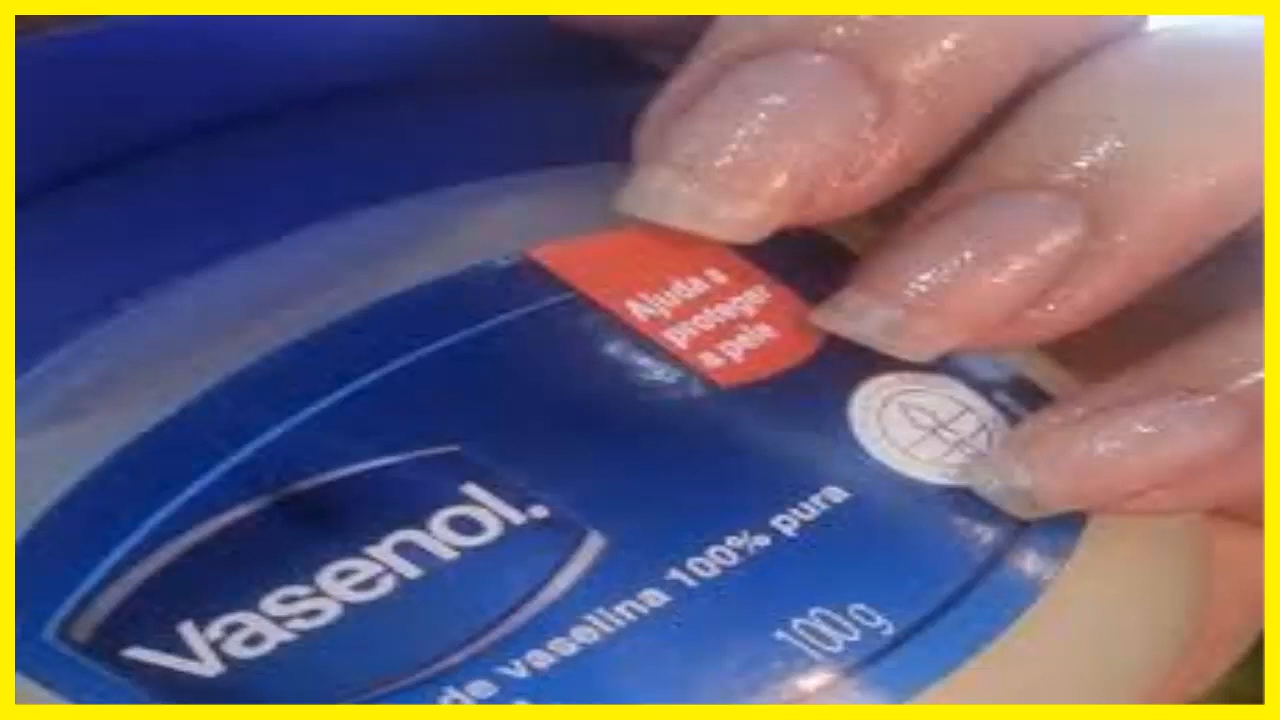 Ajuda a
proteger
a pele
Vasenol.
de vaselina 100% pura
100g